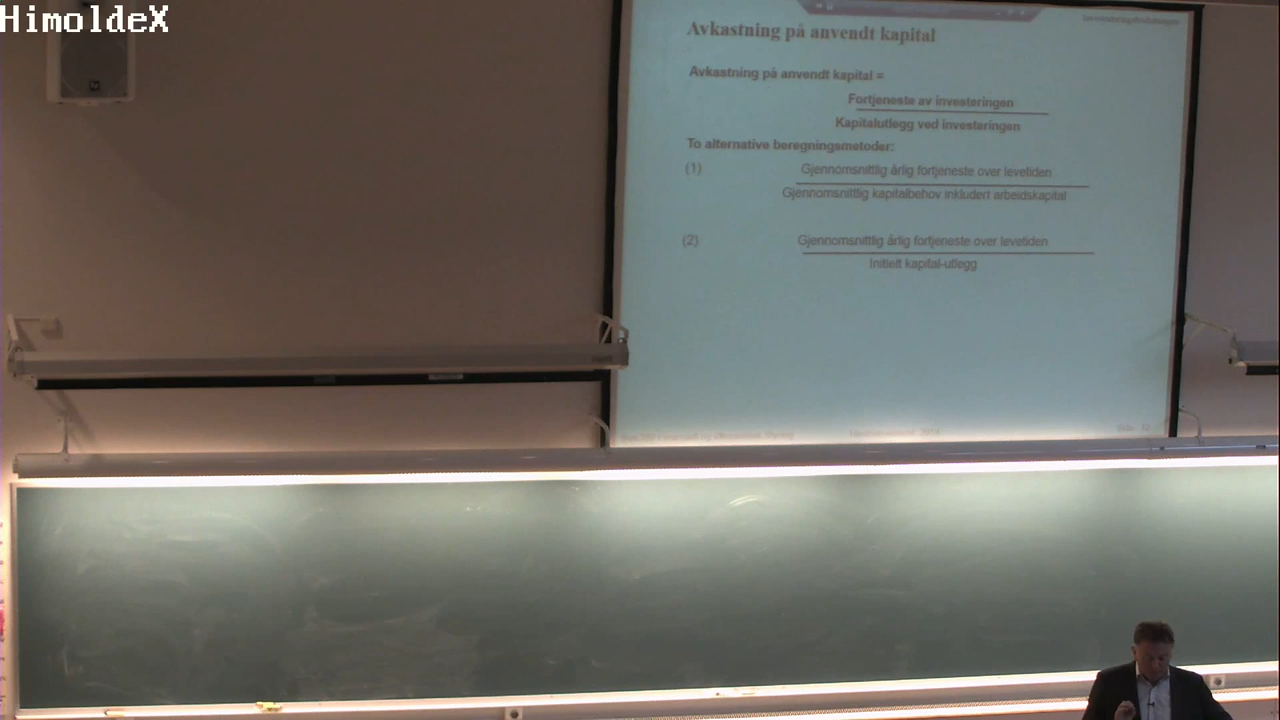 HimoldeX
Avkastning på anvendt kapital
Avkastning på anvendt kapital =
Fortjeneste av investeringen
Kapitalutlegg ved investeringen
To alternative beregningsmetoder:
(1)
Gjennomsnittlig årlig fortjeneste over levetiden
Gjennomsnittlig kapitalbehov inkludert arbeidskapital
(2)
Gjennomsnittlig årlig fortjeneste over levetiden
Initielt kapital-utlegg